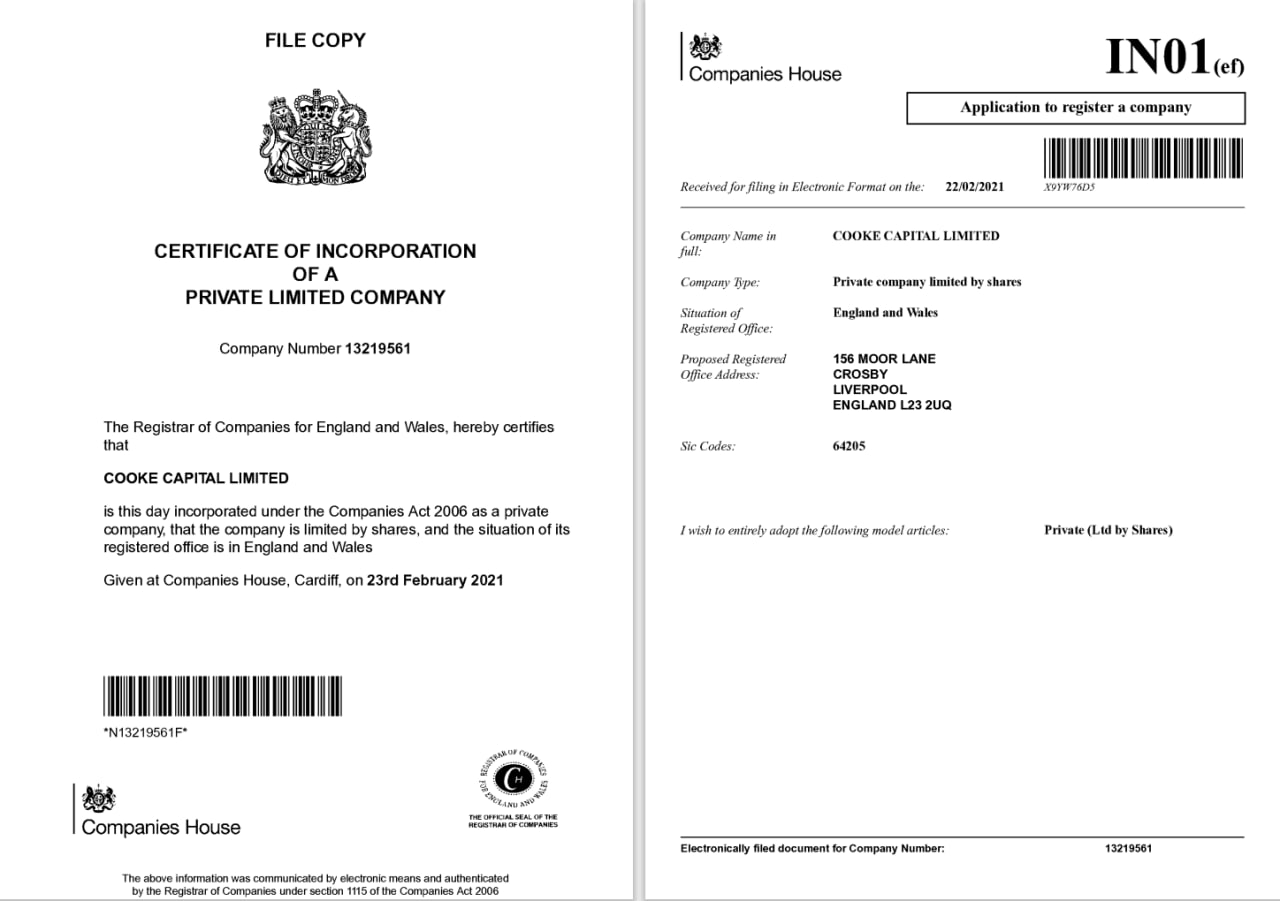 FILE COPY
CERTIFICATE OF INCORPORATION
OF A
PRIVATE LIMITED COMPANY
Company Number 13219561
The Registrar of Companies for England and Wales, hereby certifies
that
COOKE CAPITAL LIMITED
is this day incorporated under the Companies Act 2006 as a private
company, that the company is limited by shares, and the situation of its
registered office is in England and Wales
Given at Companies House, Cardiff, on 23rd February 2021
*N13219561F*
Companies House
REGISTRAR OF COMPANIES
FOR ENGLAND AND WALES
CH
THE OFFICIAL SEAL OF THE
REGISTRAR OF COMPANIES
The above information was communicated by electronic means and authenticated
by the Registrar of Companies under section 1115 of the Companies Act 2006
Companies House
IN01(ef)
Application to register a company
Received for filing in Electronic Format on the: 22/02/2021
X9YW76D5
Company Name in
full:
COOKE CAPITAL LIMITED
Company Type: Private company limited by shares
Situation of
Registered Office:
England and Wales
Proposed Registered
Office Address:
156 MOOR LANE
CROSBY
LIVERPOOL
ENGLAND L23 2UQ
Sic Codes: 64205
I wish to entirely adopt the following model articles: Private (Ltd by Shares)
Electronically filed document for Company Number: 13219561